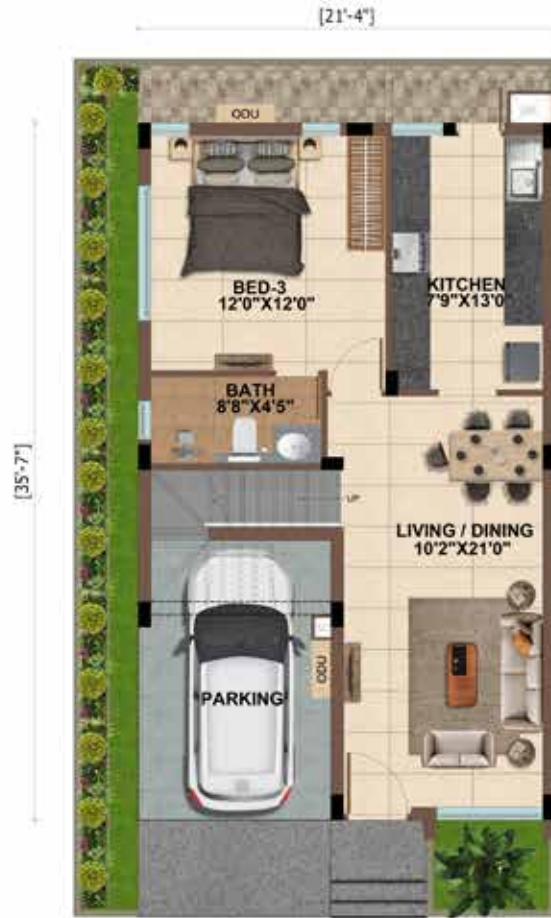 [21'-4"]
ODU
BED-3
12'0"X12'0"
KITCHEN
7'9"X13'0"
BATH
8'8"X4'5"
[35'-7"]
UP
LIVING / DINING
10'2"X21'0"
ODU
PARKING